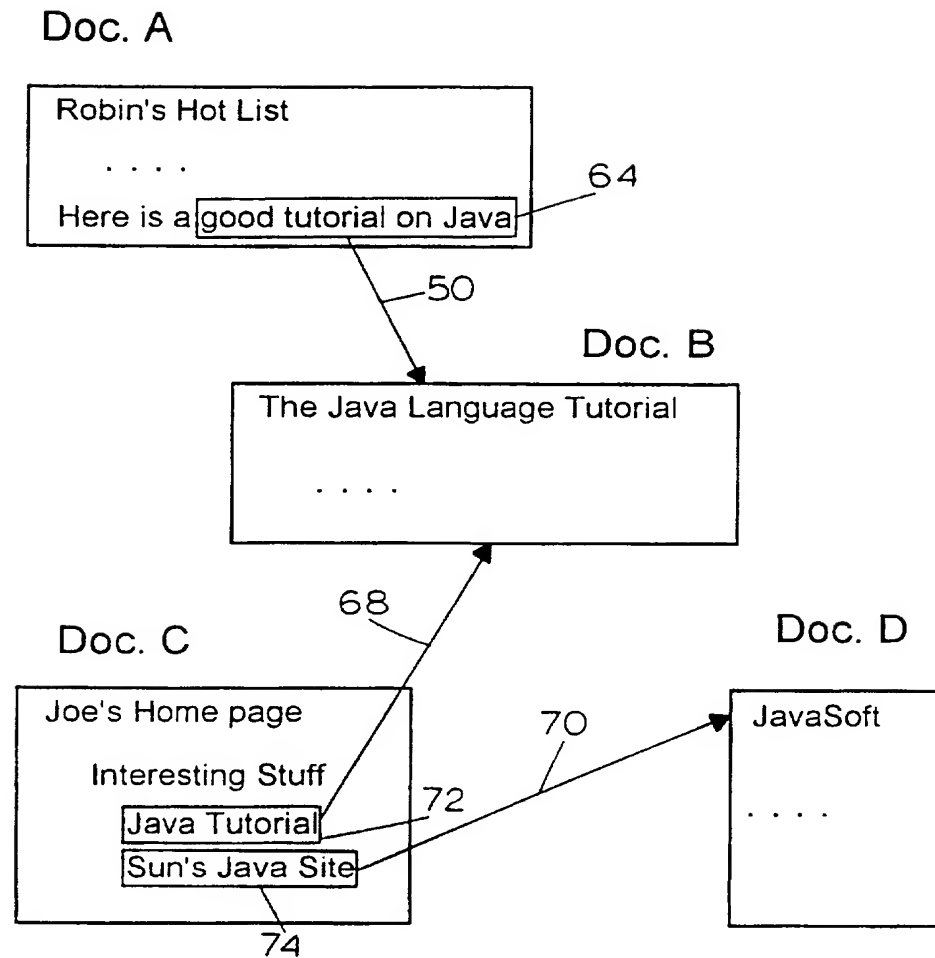 Doc. A
Robin's Hot List
. . . .
64
Here is a good tutorial on Java
50
Doc. B
The Java Language Tutorial
. . . .
68
Doc. C
Doc. D
Joe's Home page
JavaSoft
70
Interesting Stuff
72
Java Tutorial
. . . .
Sun's Java Site
74